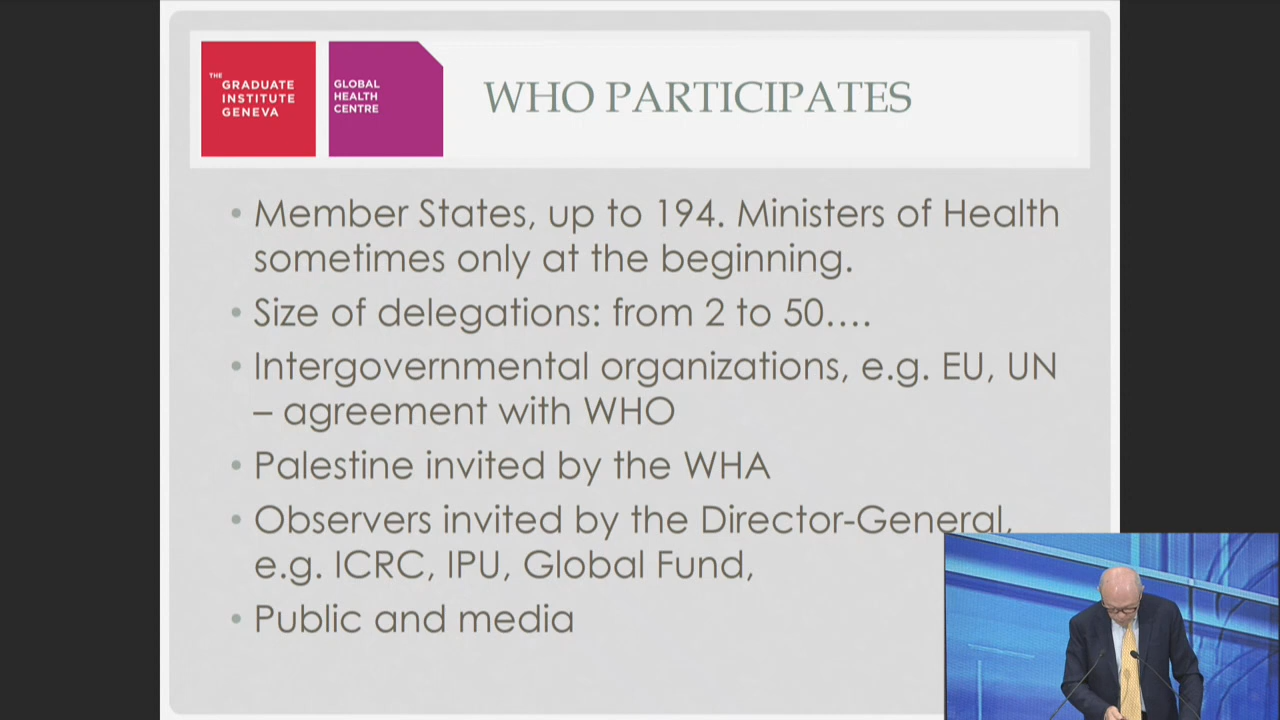 THE
GRADUATE
INSTITUTE
GENEVA
GLOBAL
HEALTH
CENTRE
WHO PARTICIPATES
• Member States, up to 194. Ministers of Health
sometimes only at the beginning.
• Size of delegations: from 2 to 50....
• Intergovernmental organizations, e.g. EU, UN
– agreement with WHO
• Palestine invited by the WHA
• Observers invited by the Director-General,
e.g. ICRC, IPU, Global Fund,
• Public and media